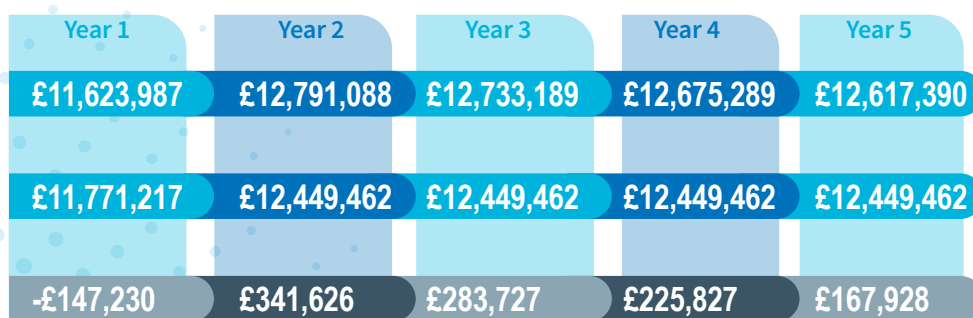 Year 1 Year 2 Year 3 Year 4 Year 5
£11,623,987 £12,791,088 £12,733,189 £12,675,289 £12,617,390
£11,771,217 £12,449,462 £12,449,462 £12,449,462 £12,449,462
-£147,230 £341,626 £283,727 £225,827 £167,928